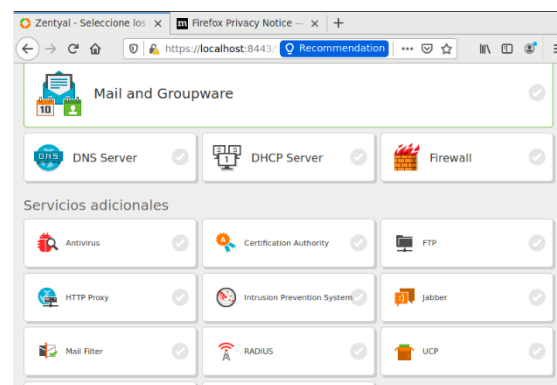 Zentyal - Seleccione los
Firefox Privacy Notice —
https://localhost:8443/
Recommendation
Mail and Groupware
10
DNS
DNS Server
1
DHCP Server
Firewall
Servicios adicionales
Antivirus
Certification Authority
FTP
HTTP Proxy
Intrusion Prevention System
Jabber
Mail Filter
RADIUS
UCP